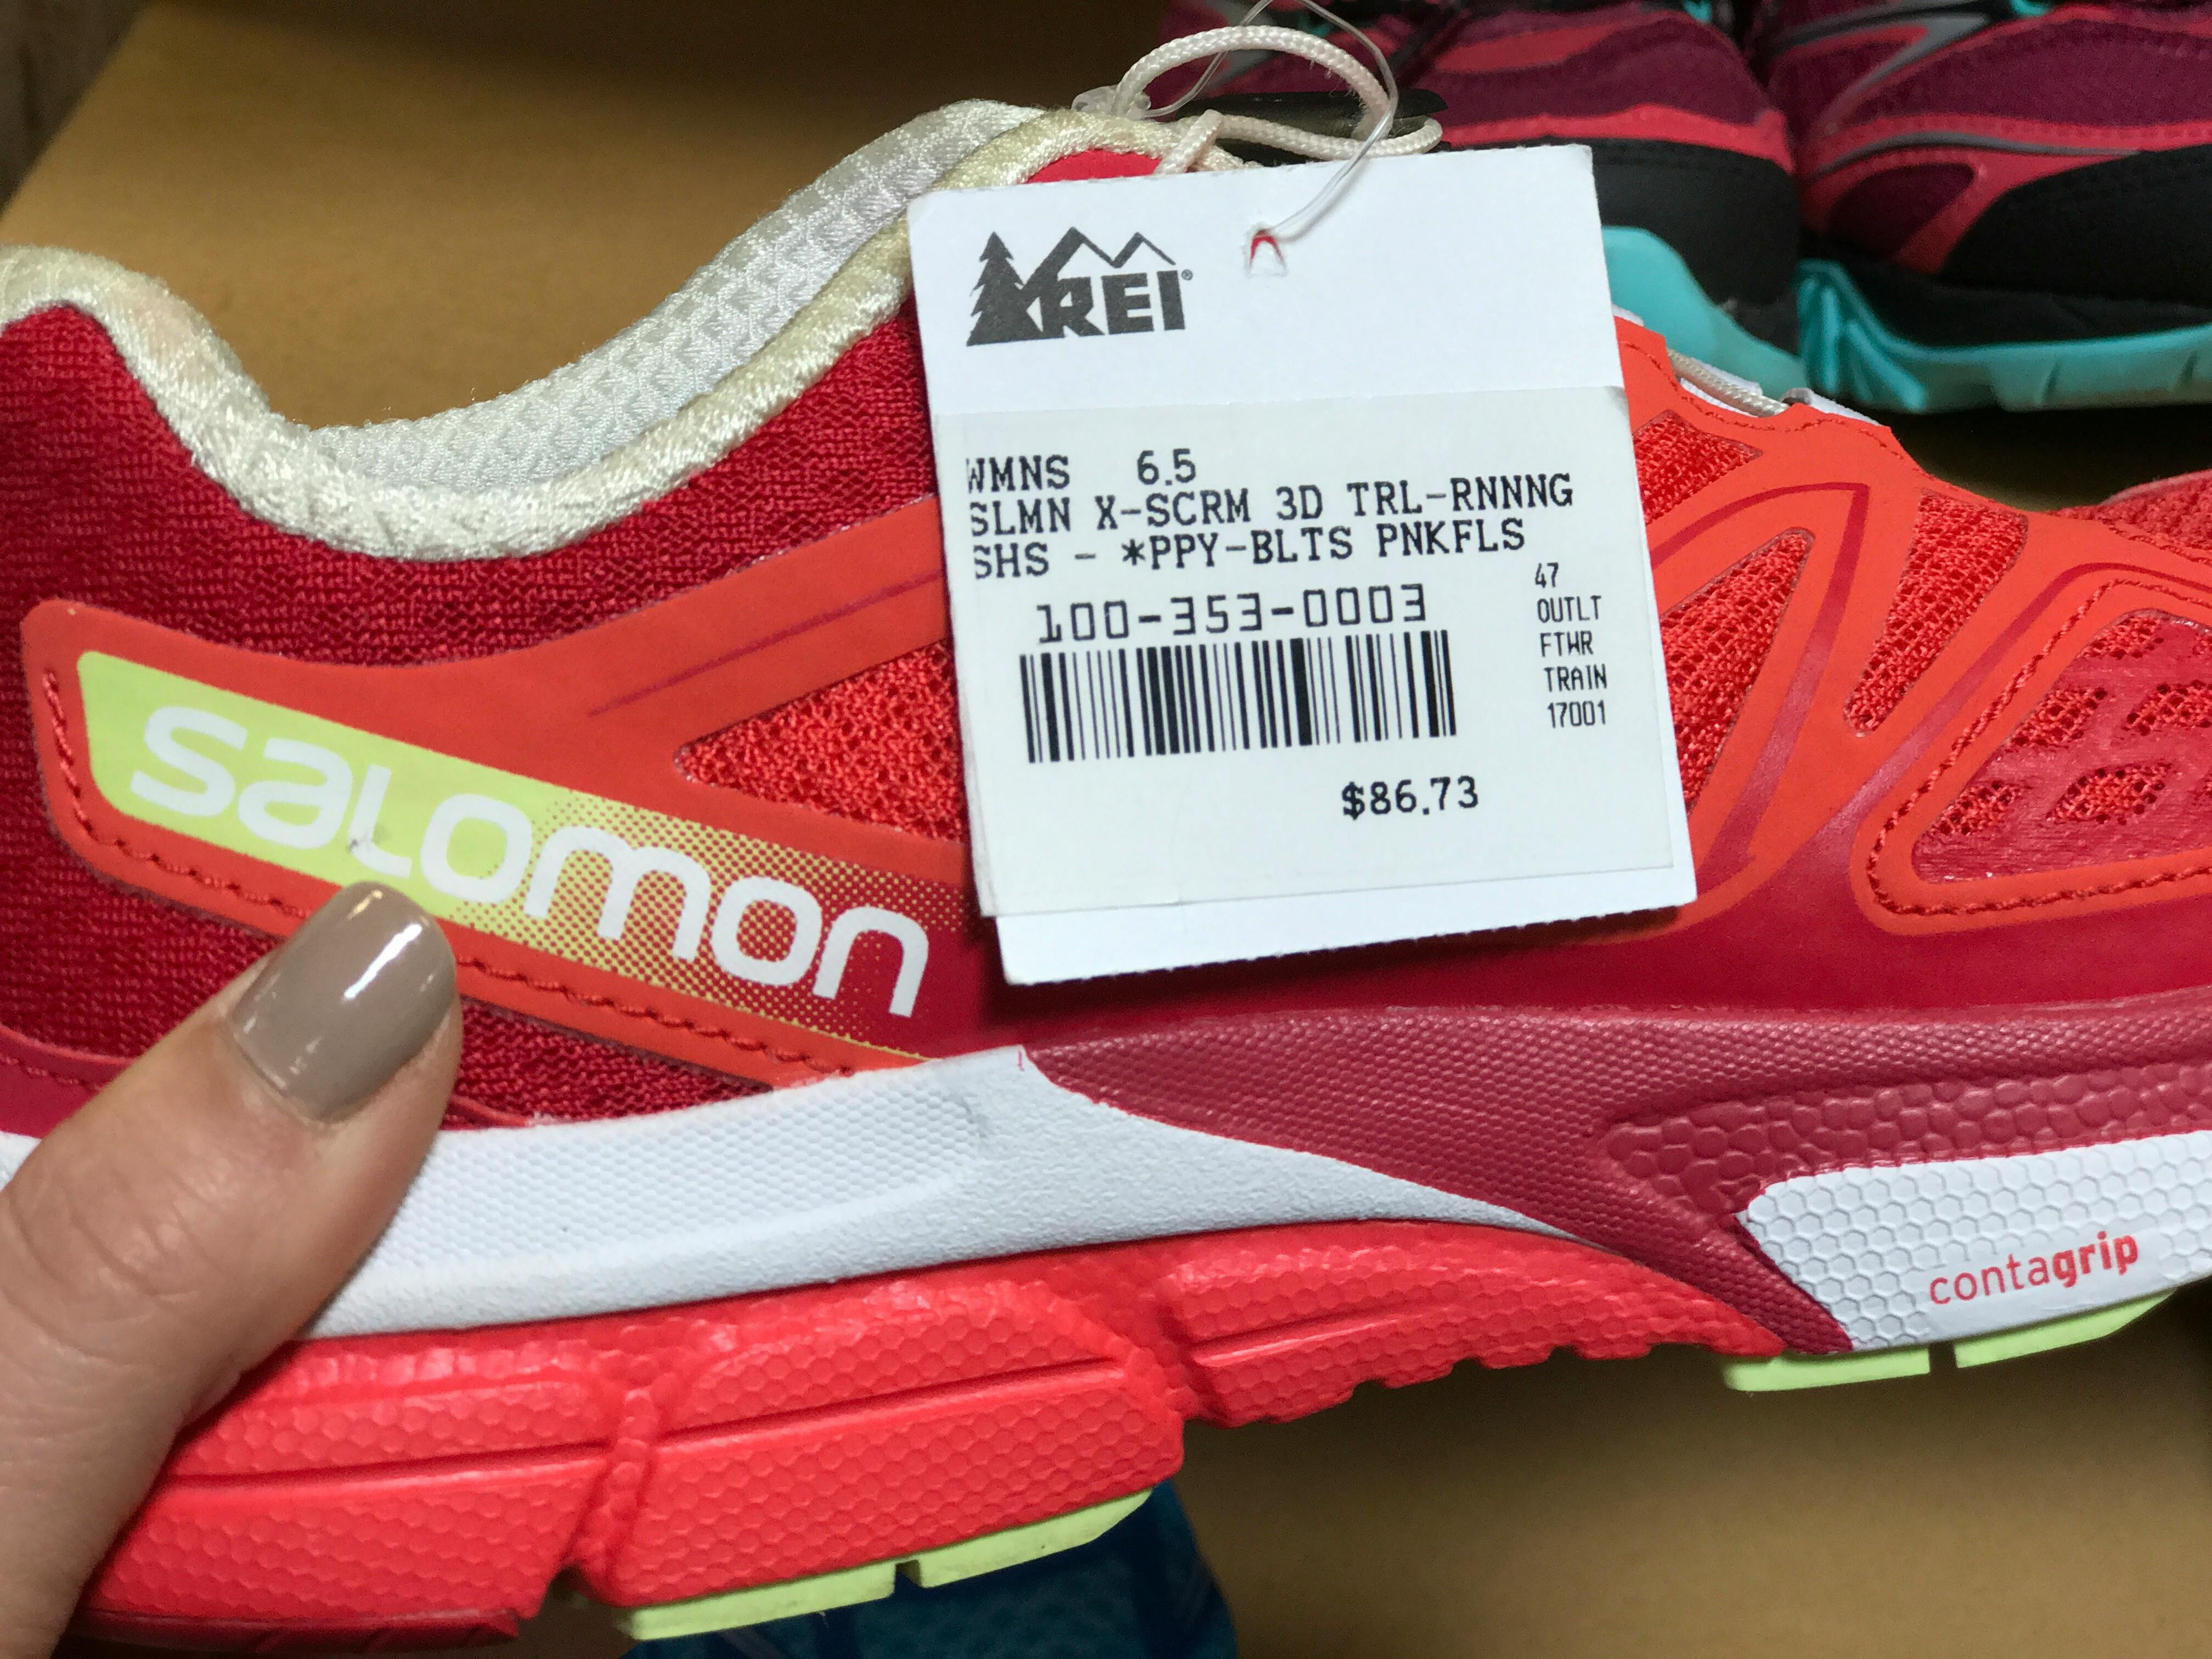 REI®
WMNS 6.5
SLMN X-SCRM 3D TRL-RNNNG
SHS - *PPY-BLTS PNKFLS
100-353-0003
47
OUTLT
FTWR
TRAIN
17001
$86.73
salomon
contagrip